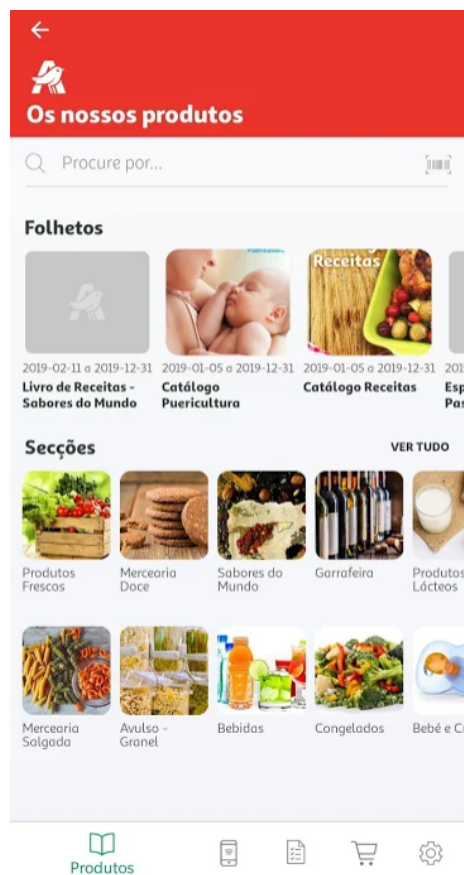 Os nossos produtos
Procure por...
Folhetos
Receitas
2019-02-11 a 2019-12-31
2019-01-05 a 2019-12-31
2019-01-05 a 2019-12-31
Livro de Receitas -
Sabores do Mundo
Catálogo
Puericultura
Catálogo Receitas
Secções
VER TUDO
Produtos
Frescos
Mercearia
Doce
Sabores do
Mundo
Garrafeira
Produtos
Lácteos
Mercearia
Salgada
Avulso -
Granel
Bebidas
Congelados
Bebé e C
Produtos